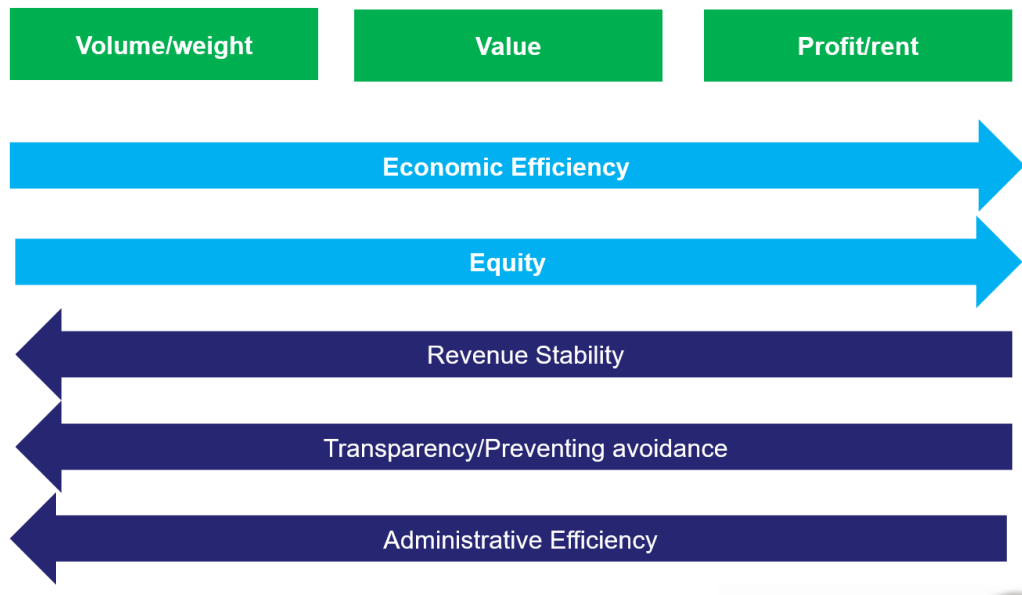 Volume/weight
Value
Profit/rent
Economic Efficiency
Equity
Revenue Stability
Transparency/Preventing avoidance
Administrative Efficiency